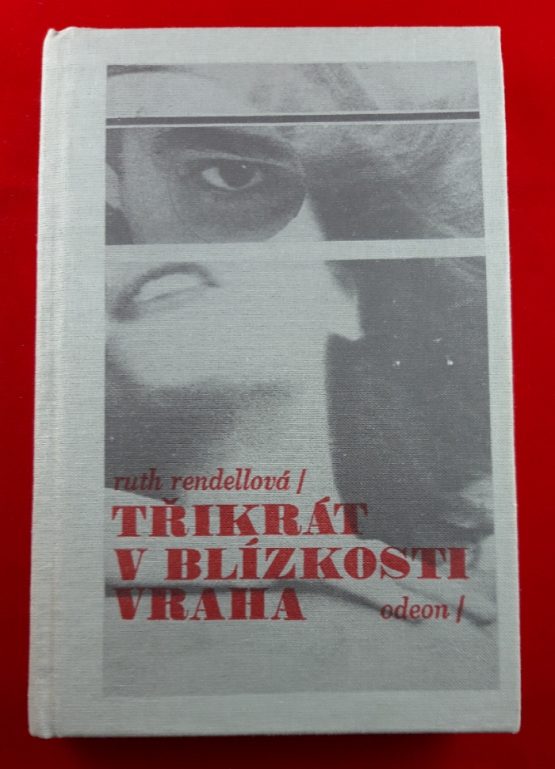 ruth rendellová /
TŘIKRÁT
V BLÍZKOSTI
VRAHA
odeon /